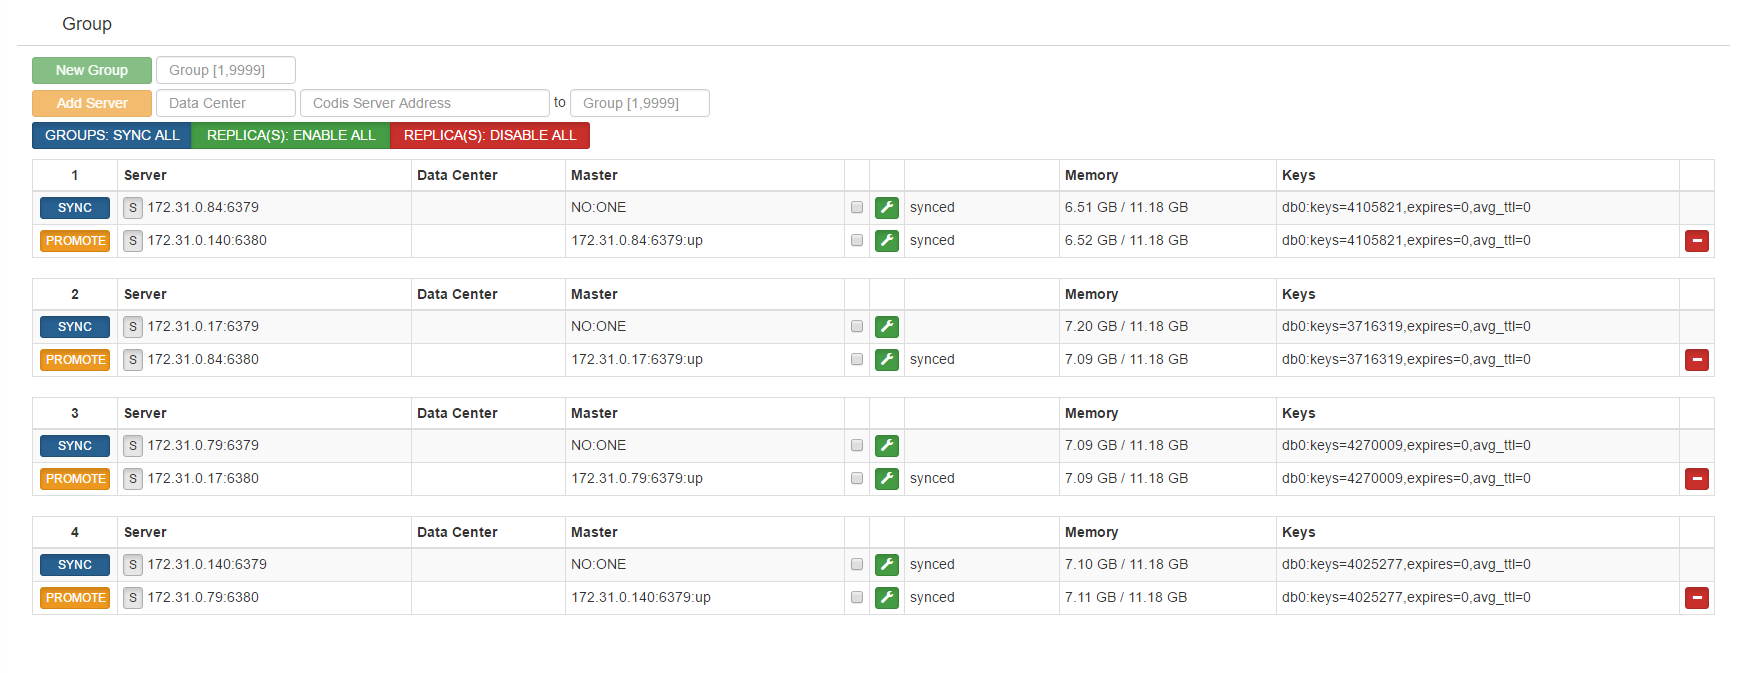 Group
New Group Group [1,9999]
Add Server Data Center Codis Server Address to Group [1,9999]
GROUPS: SYNC ALL REPLICA(S): ENABLE ALL REPLICA(S): DISABLE ALL
1 Server Data Center Master Memory Keys
SYNC S 172.31.0.84:6379 NO:ONE synced 6.51 GB / 11.18 GB db0:keys=4105821,expires=0,avg_ttl=0
PROMOTE S 172.31.0.140:6380 172.31.0.84:6379:up synced 6.52 GB / 11.18 GB db0:keys=4105821,expires=0,avg_ttl=0
2 Server Data Center Master Memory Keys
SYNC S 172.31.0.17:6379 NO:ONE 7.20 GB / 11.18 GB db0:keys=3716319,expires=0,avg_ttl=0
PROMOTE S 172.31.0.84:6380 172.31.0.17:6379:up synced 7.09 GB / 11.18 GB db0:keys=3716319,expires=0,avg_ttl=0
3 Server Data Center Master Memory Keys
SYNC S 172.31.0.79:6379 NO:ONE 7.09 GB / 11.18 GB db0:keys=4270009,expires=0,avg_ttl=0
PROMOTE S 172.31.0.17:6380 172.31.0.79:6379:up synced 7.09 GB / 11.18 GB db0:keys=4270009,expires=0,avg_ttl=0
4 Server Data Center Master Memory Keys
SYNC S 172.31.0.140:6379 NO:ONE synced 7.10 GB / 11.18 GB db0:keys=4025277,expires=0,avg_ttl=0
PROMOTE S 172.31.0.79:6380 172.31.0.140:6379:up synced 7.11 GB / 11.18 GB db0:keys=4025277,expires=0,avg_ttl=0